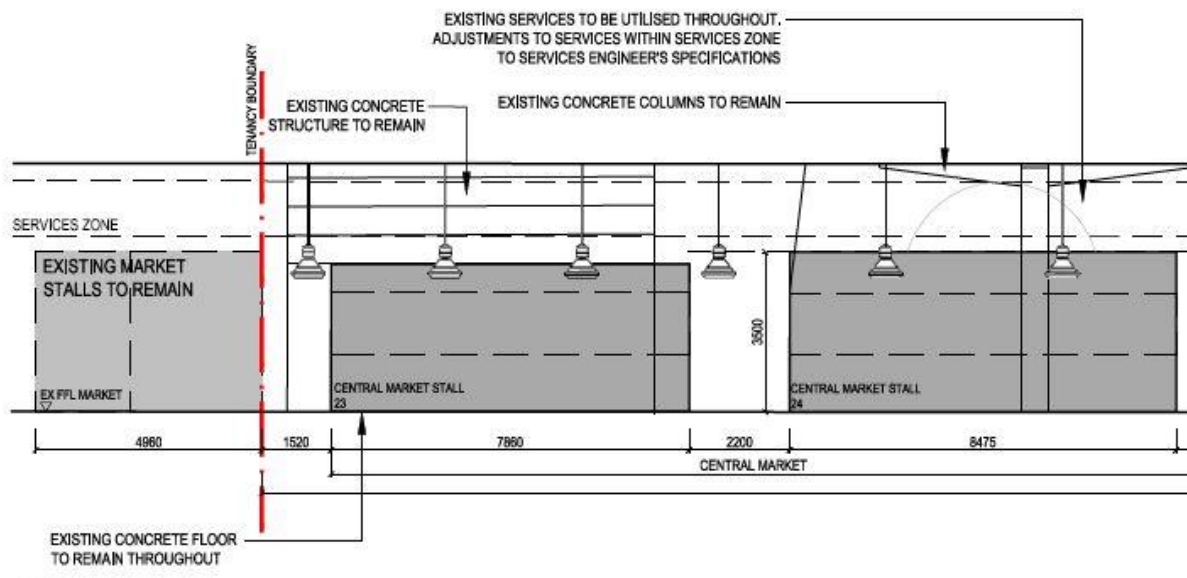 EXISTING SERVICES TO BE UTILISED THROUGHOUT.
ADJUSTMENTS TO SERVICES WITHIN SERVICES ZONE
TO SERVICES ENGINEER'S SPECIFICATIONS
TENANCY BOUNDARY
EXISTING CONCRETE
STRUCTURE TO REMAIN
EXISTING CONCRETE COLUMNS TO REMAIN
SERVICES ZONE
EXISTING MARKET
STALLS TO REMAIN
3500
EX FFL MARKET
CENTRAL MARKET STALL
23
CENTRAL MARKET STALL
24
4960
1520
7860
2200
8475
CENTRAL MARKET
EXISTING CONCRETE FLOOR
TO REMAIN THROUGHOUT